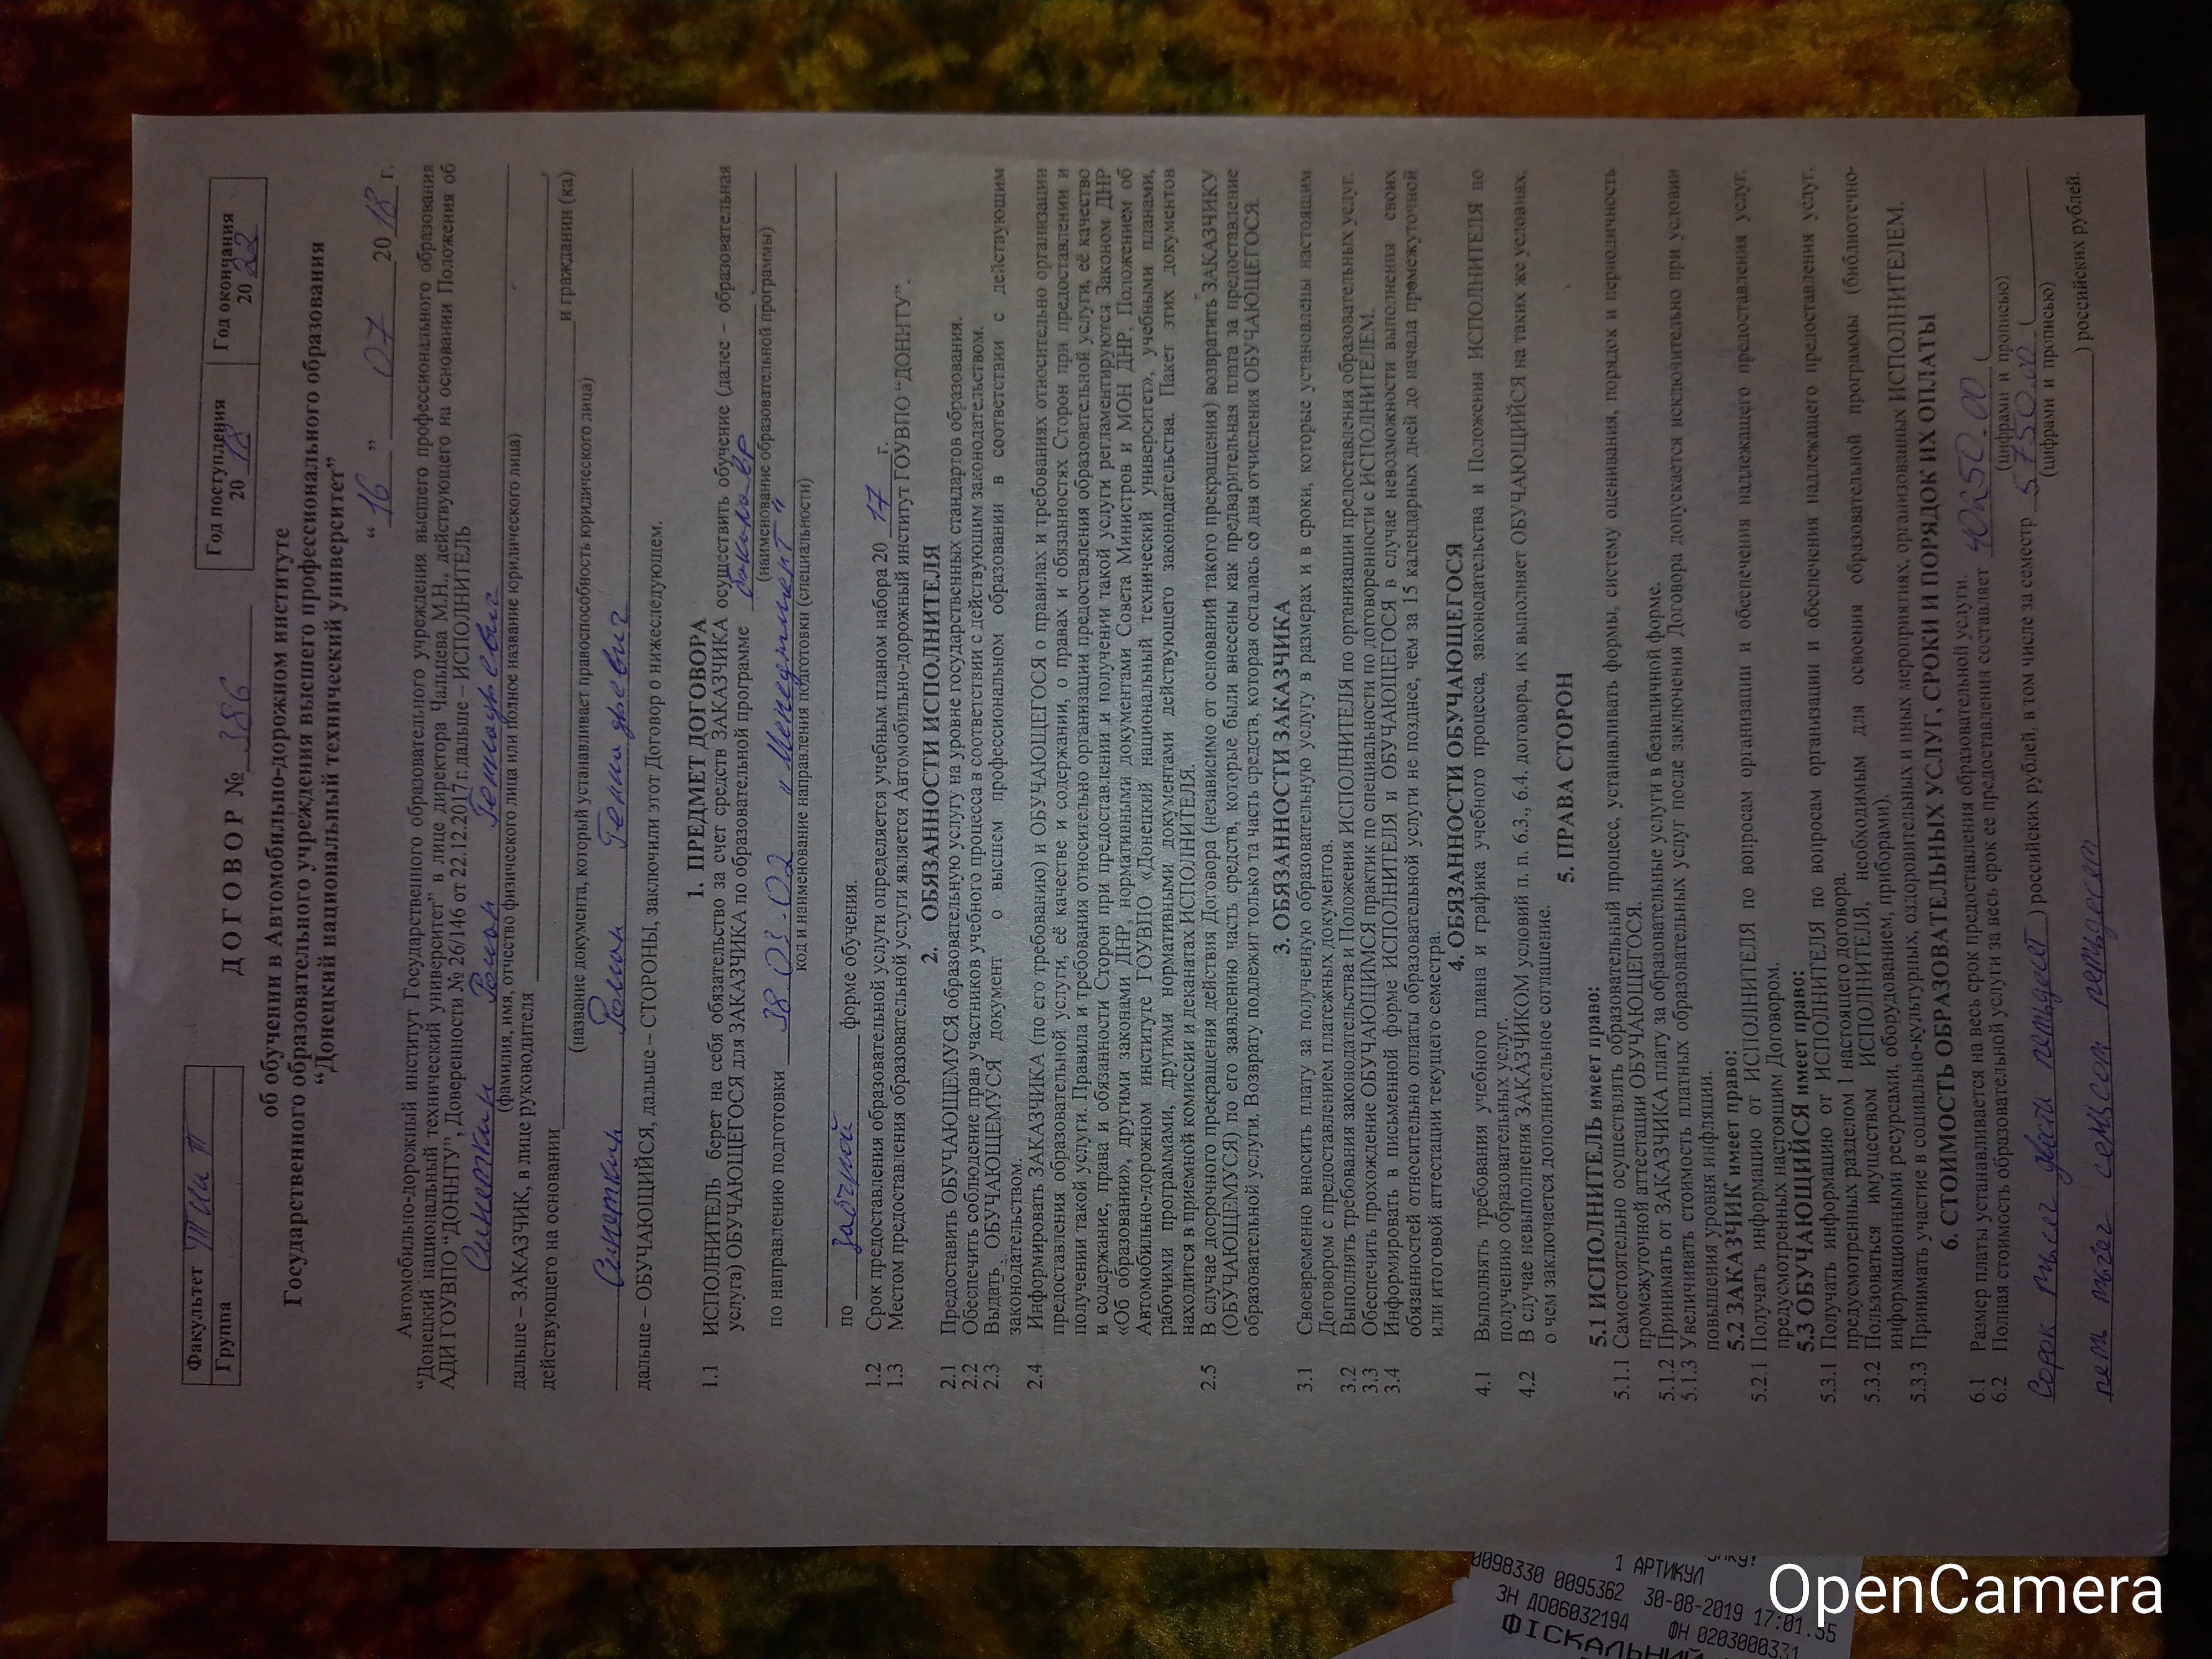 Факультет ТИиТ
Группа
ДОГОВОР № 386
Год поступления 2018
Год окончания 2022
об обучении в Автомобильно-дорожном институте
Государственного образовательного учреждения высшего профессионального образования
“Донецкий национальный технический университет”
“16” 07 2018 г.
Автомобильно-дорожный институт Государственного образовательного учреждения высшего профессионального образования
“Донецкий национальный технический университет” в лице директора Чальцева М.Н., действующего на основании Положения об
АДИ ГОУВПО “ДОННТУ”, Доверенности № 26/146 от 22.12.2017г. дальше – ИСПОЛНИТЕЛЬ
Роман
(фамилия, имя, отчество физического лица или полное название юридического лица)
дальше – ЗАКАЗЧИК, в лице руководителя
действующего на основании и гражданин (ка)
(название документа, который устанавливает правоспособность юридического лица)
Роман
дальше – ОБУЧАЮЩИЙСЯ, дальше – СТОРОНЫ, заключили этот Договор о нижеследующем.
1. ПРЕДМЕТ ДОГОВОРА
1.1 ИСПОЛНИТЕЛЬ берет на себя обязательство за счет средств ЗАКАЗЧИКА осуществить обучение (далее – образовательная
услуга) ОБУЧАЮЩЕГОСЯ для ЗАКАЗЧИКА по образовательной программе бакалавр
(наименование образовательной программы)
по направлению подготовки 38.03.02 „Менеджмент“
код и наименование направления подготовки (специальности)
по заочной форме обучения.
1.2 Срок предоставления образовательной услуги определяется учебным планом набора 2017 г.
1.3 Местом предоставления образовательной услуги является Автомобильно-дорожный институт ГОУВПО “ДОННТУ”.
2. ОБЯЗАННОСТИ ИСПОЛНИТЕЛЯ
2.1 Предоставить ОБУЧАЮЩЕМУСЯ образовательную услугу на уровне государственных стандартов образования.
2.2 Обеспечить соблюдение прав участников учебного процесса в соответствии с действующим законодательством.
2.3 Выдать ОБУЧАЮЩЕМУСЯ документ о высшем профессиональном образовании в соответствии с действующим
законодательством.
2.4 Информировать ЗАКАЗЧИКА (по его требованию) и ОБУЧАЮЩЕГОСЯ о правилах и требованиях относительно организации
предоставления образовательной услуги, её качестве и содержании, о правах и обязанностях Сторон при предоставлении и
получении такой услуги. Правила и требования относительно организации предоставления образовательной услуги, её качество
и содержание, права и обязанности Сторон при предоставлении и получении такой услуги регламентируются Законом ДНР
«Об образовании», другими законами ДНР, нормативными документами Совета Министров и МОН ДНР, Положением об
Автомобильно-дорожном институте ГОУВПО «Донецкий национальный технический университет», учебными планами,
рабочими программами, другими нормативными документами действующего законодательства. Пакет этих документов
находится в приемной комиссии и деканатах ИСПОЛНИТЕЛЯ.
2.5 В случае досрочного прекращения действия Договора (независимо от оснований такого прекращения) возвратить ЗАКАЗЧИКУ
(ОБУЧАЮЩЕМУСЯ) по его заявлению часть средств, которые были внесены как предварительная плата за предоставление
образовательной услуги. Возврату подлежит только та часть средств, которая осталась со дня отчисления ОБУЧАЮЩЕГОСЯ.
3. ОБЯЗАННОСТИ ЗАКАЗЧИКА
3.1 Своевременно вносить плату за полученную образовательную услугу в размерах и в сроки, которые установлены настоящим
Договором с предоставлением платежных документов.
3.2 Выполнять требования законодательства и Положения ИСПОЛНИТЕЛЯ по организации предоставления образовательных услуг.
3.3 Обеспечить прохождение ОБУЧАЮЩИМСЯ практик по специальности по договоренности с ИСПОЛНИТЕЛЕМ.
3.4 Информировать в письменной форме ИСПОЛНИТЕЛЯ и ОБУЧАЮЩЕГОСЯ в случае невозможности выполнения своих
обязанностей относительно оплаты образовательной услуги не позднее, чем за 15 календарных дней до начала промежуточной
или итоговой аттестации текущего семестра.
4. ОБЯЗАННОСТИ ОБУЧАЮЩЕГОСЯ
4.1 Выполнять требования учебного плана и графика учебного процесса, законодательства и Положения ИСПОЛНИТЕЛЯ по
получению образовательных услуг.
4.2 В случае невыполнения ЗАКАЗЧИКОМ условий п. п. 6.3., 6.4. договора, их выполняет ОБУЧАЮЩИЙСЯ на таких же условиях,
о чем заключается дополнительное соглашение.
5. ПРАВА СТОРОН
5.1 ИСПОЛНИТЕЛЬ имеет право:
5.1.1 Самостоятельно осуществлять образовательный процесс, устанавливать формы, систему оценивания, порядок и периодичность
промежуточной аттестации ОБУЧАЮЩЕГОСЯ.
5.1.2 Принимать от ЗАКАЗЧИКА плату за образовательные услуги в безналичной форме.
5.1.3 Увеличивать стоимость платных образовательных услуг после заключения Договора допускается исключительно при условии
повышения уровня инфляции.
5.2 ЗАКАЗЧИК имеет право:
5.2.1 Получать информацию от ИСПОЛНИТЕЛЯ по вопросам организации и обеспечения надлежащего предоставления услуг,
предусмотренных настоящим Договором.
5.3 ОБУЧАЮЩИЙСЯ имеет право:
5.3.1 Получать информацию от ИСПОЛНИТЕЛЯ по вопросам организации и обеспечения надлежащего предоставления услуг,
предусмотренных разделом 1 настоящего договора.
5.3.2 Пользоваться имуществом ИСПОЛНИТЕЛЯ, необходимым для освоения образовательной программы (библиотечно-
информационными ресурсами, оборудованием, приборами).
5.3.3 Принимать участие в социально-культурных, оздоровительных и иных мероприятиях, организованных ИСПОЛНИТЕЛЕМ.
6. СТОИМОСТЬ ОБРАЗОВАТЕЛЬНЫХ УСЛУГ, СРОКИ И ПОРЯДОК ИХ ОПЛАТЫ
6.1 Размер платы устанавливается на весь срок предоставления образовательной услуги.
6.2 Полная стоимость образовательной услуги за весь срок ее предоставления составляет 40250.00 (
(цифрами и прописью)
Сорок тысяч двести пятьдесят ) российских рублей, в том числе за семестр 5750.00 (
(цифрами и прописью)
пять тысяч семьсот пятьдесят ) российских рублей.
1 АРТИКУЛ
0098330 0095362 30-08-2019 17:01:35
ЗН ДО06032194 ФН 0203000331
ФІСКАЛЬНИЙ
OpenCamera